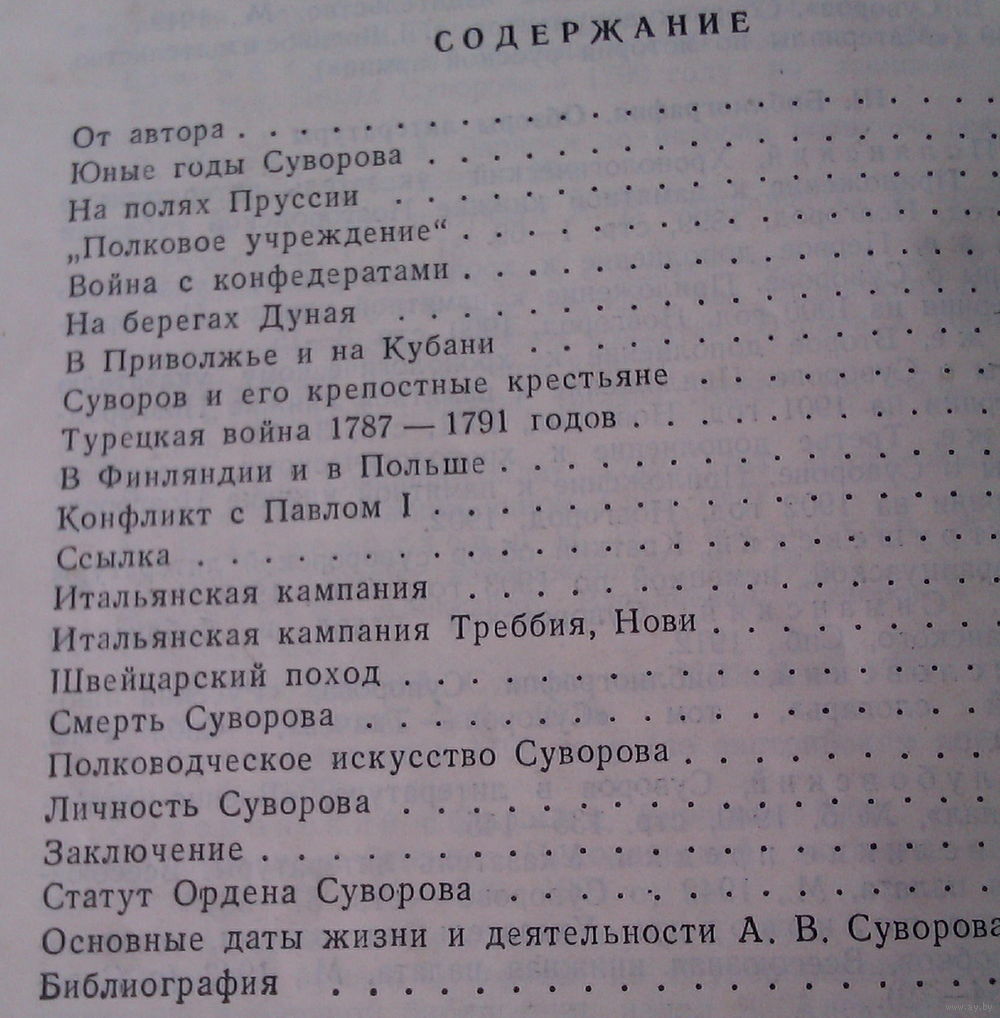 СОДЕРЖАНИЕ
От автора
Юные годы Суворова
На полях Пруссии
„Полковое учреждение“
Война с конфедератами
На берегах Дуная
В Приволжье и на Кубани
Суворов и его крепостные крестьяне
Турецкая война 1787 — 1791 годов
В Финляндии и в Польше
Конфликт с Павлом I
Ссылка
Итальянская кампания
Итальянская кампания Треббия, Нови
Швейцарский поход
Смерть Суворова
Полководческое искусство Суворова
Личность Суворова
Заключение
Статут Ордена Суворова
Основные даты жизни и деятельности А. В. Суворова
Библиография
www.ay.by